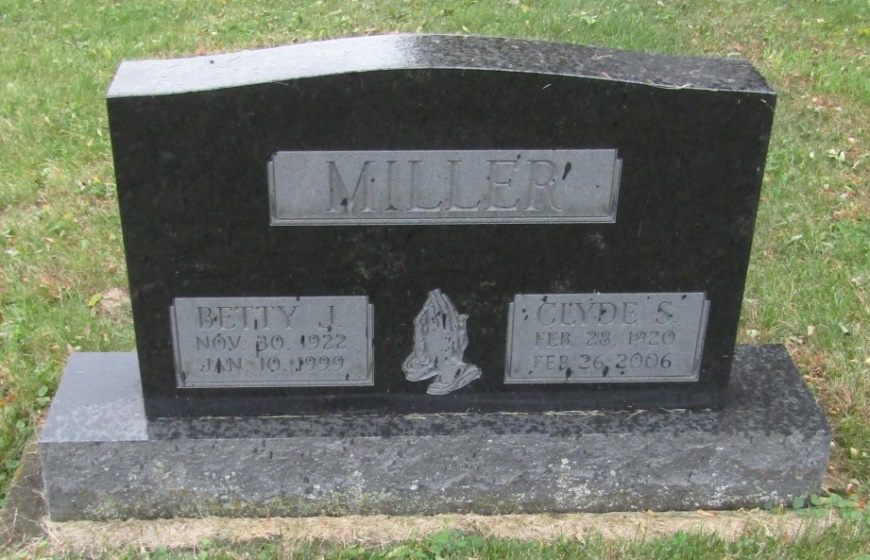 MILLER
BETTY J.
NOV 30, 1922
JAN 10, 1999
CLYDE S.
FEB 28, 1920
FEB 26, 2006